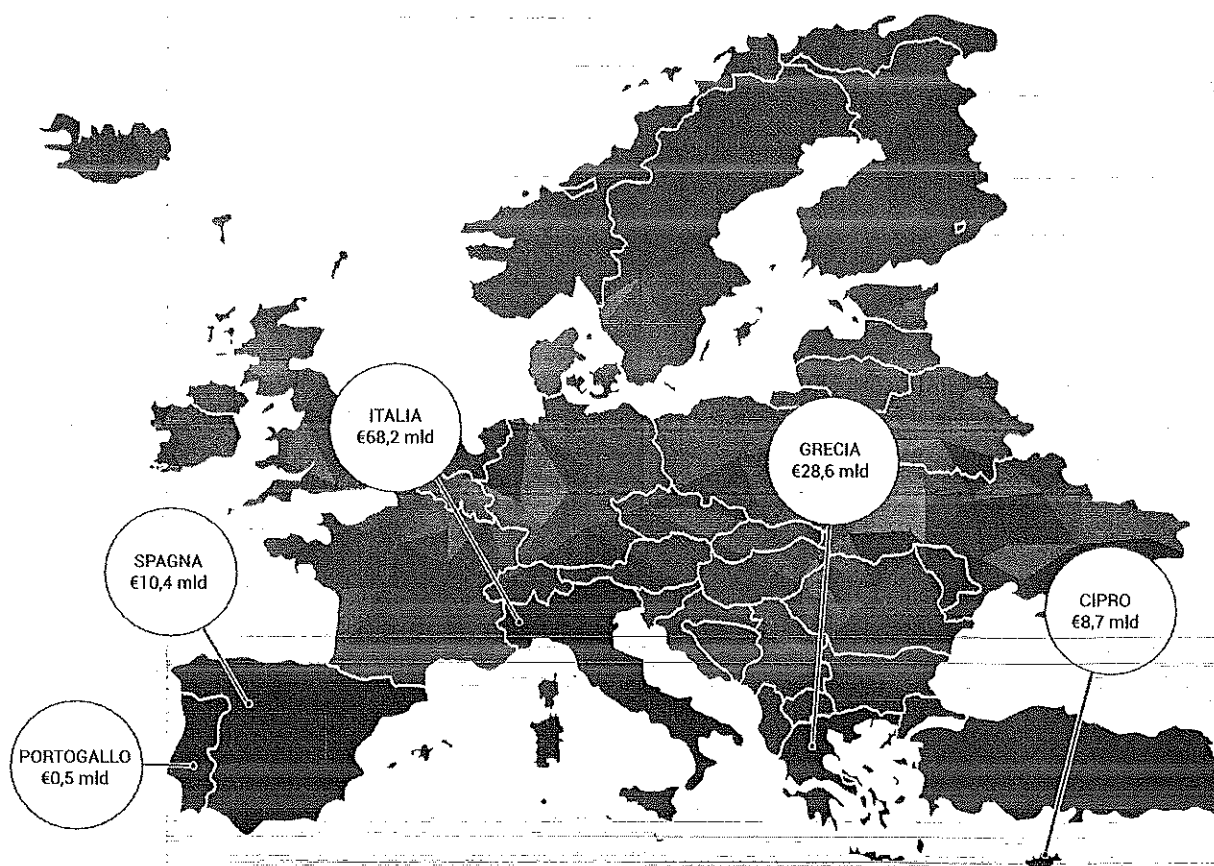 ITALIA
€68,2 mld
GRECIA
€28,6 mld
SPAGNA
€10,4 mld
CIPRO
€8,7 mld
PORTOGALLO
€0,5 mld